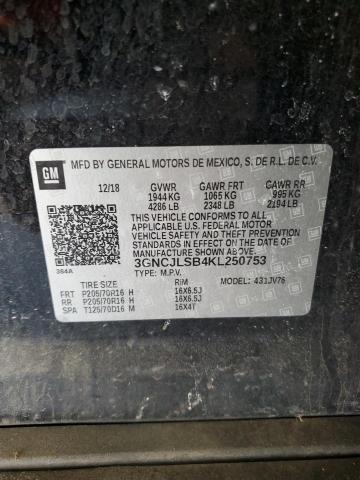 GM
MFD BY GENERAL MOTORS DE MEXICO, S. DE R.L. DE C.V.
12/18 GVWR GAWR FRT GAWR RR
1944 KG 1065 KG 995 KG
4286 LB 2348 LB 2194 LB
THIS VEHICLE CONFORMS TO ALL
APPLICABLE U.S. FEDERAL MOTOR
VEHICLE SAFETY, BUMPER, AND THEFT
PREVENTION STANDARDS IN EFFECT ON
THE DATE OF MANUFACTURE SHOWN ABOVE.
3GNCJLSB4KL250753
384A TYPE: M.P.V. MODEL: 431JV76
TIRE SIZE RIM
FRT P205/70R16 H 16X6.5J
RR P205/70R16 H 16X6.5J
SPA T125/70D16 M 16X4T